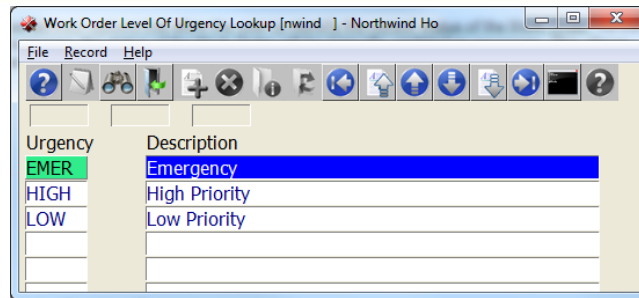 Work Order Level Of Urgency Lookup [nwind   ] - Northwind Ho
File Record Help
Urgency Description
EMER Emergency
HIGH High Priority
LOW Low Priority